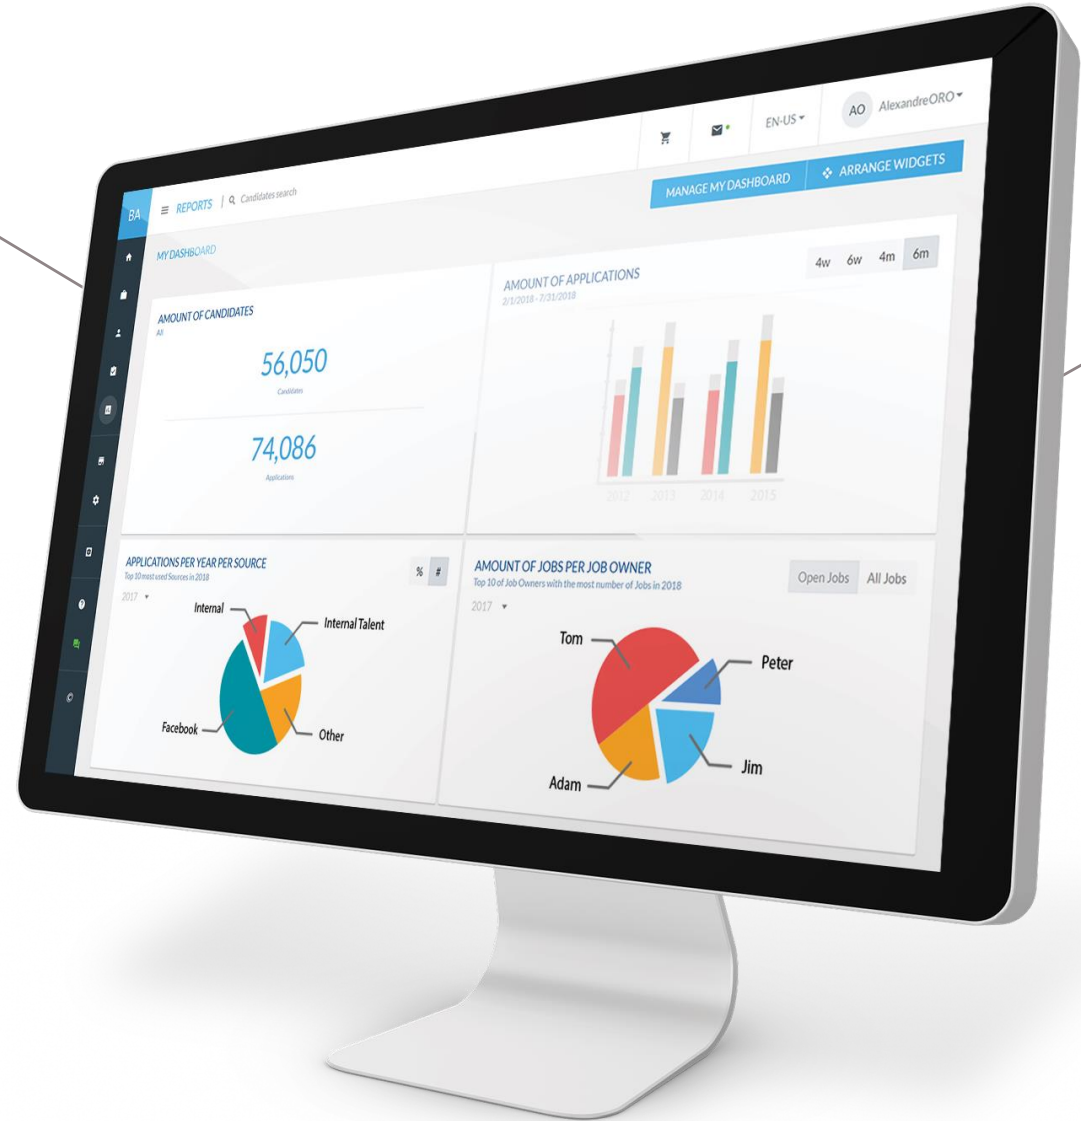 BA
REPORTS
Candidates search
EN-US
AO
AlexandreORO
MY DASHBOARD
MANAGE MY DASHBOARD
ARRANGE WIDGETS
AMOUNT OF CANDIDATES
All
56,050
Candidates
74,086
Applications
AMOUNT OF APPLICATIONS
2/1/2018 - 7/31/2018
4w 6w 4m 6m
2012 2013 2014 2015
APPLICATIONS PER YEAR PER SOURCE
Top 10 most used Sources in 2018
% #
2017
Internal
Internal Talent
Facebook
Other
AMOUNT OF JOBS PER JOB OWNER
Top 10 of Job Owners with the most number of Jobs in 2018
Open Jobs All Jobs
2017
Tom
Peter
Adam
Jim